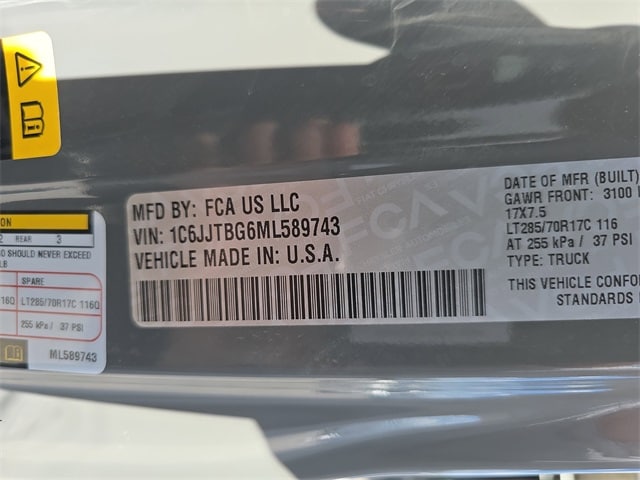 MFD BY: FCA US LLC
VIN: 1C6JJTBG6ML589743
VEHICLE MADE IN: U.S.A.
DATE OF MFR (BUILT)
GAWR FRONT: 3100
17X7.5
LT285/70R17C 116
AT 255 kPa / 37 PSI
TYPE: TRUCK
THIS VEHICLE CONFO
STANDARDS
ON
2 REAR 3
D SHOULD NEVER EXCEED
LB
SPARE
116Q LT285/70R17C 116Q
255 kPa / 37 PSI
ML589743